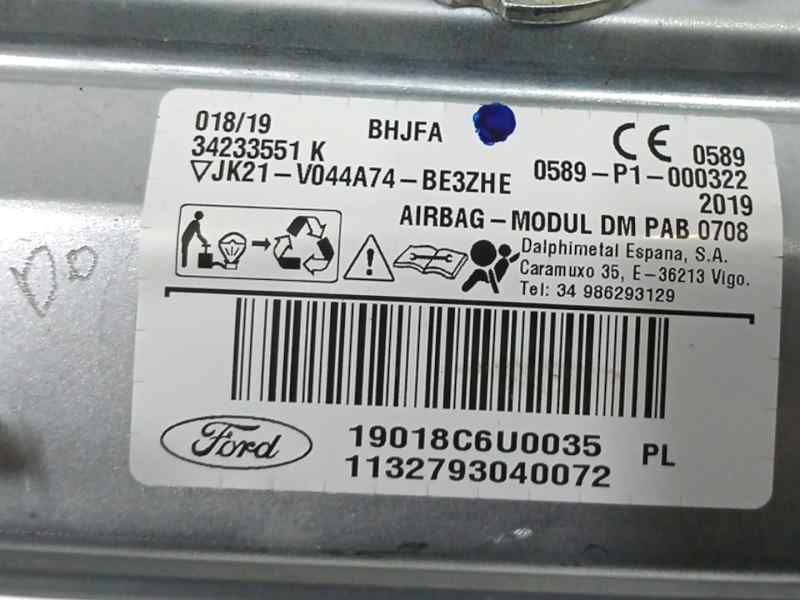 018/19 BHJFA CE 0589
34233551 K 0589-P1-000322
▽JK21-V044A74-BE3ZHE 2019
AIRBAG-MODUL DM PAB 0708
Dalphimetal Espana, S.A.
Caramuxo 35, E-36213 Vigo.
Tel: 34 986293129
Ford
19018C6U0035 PL
1132793040072